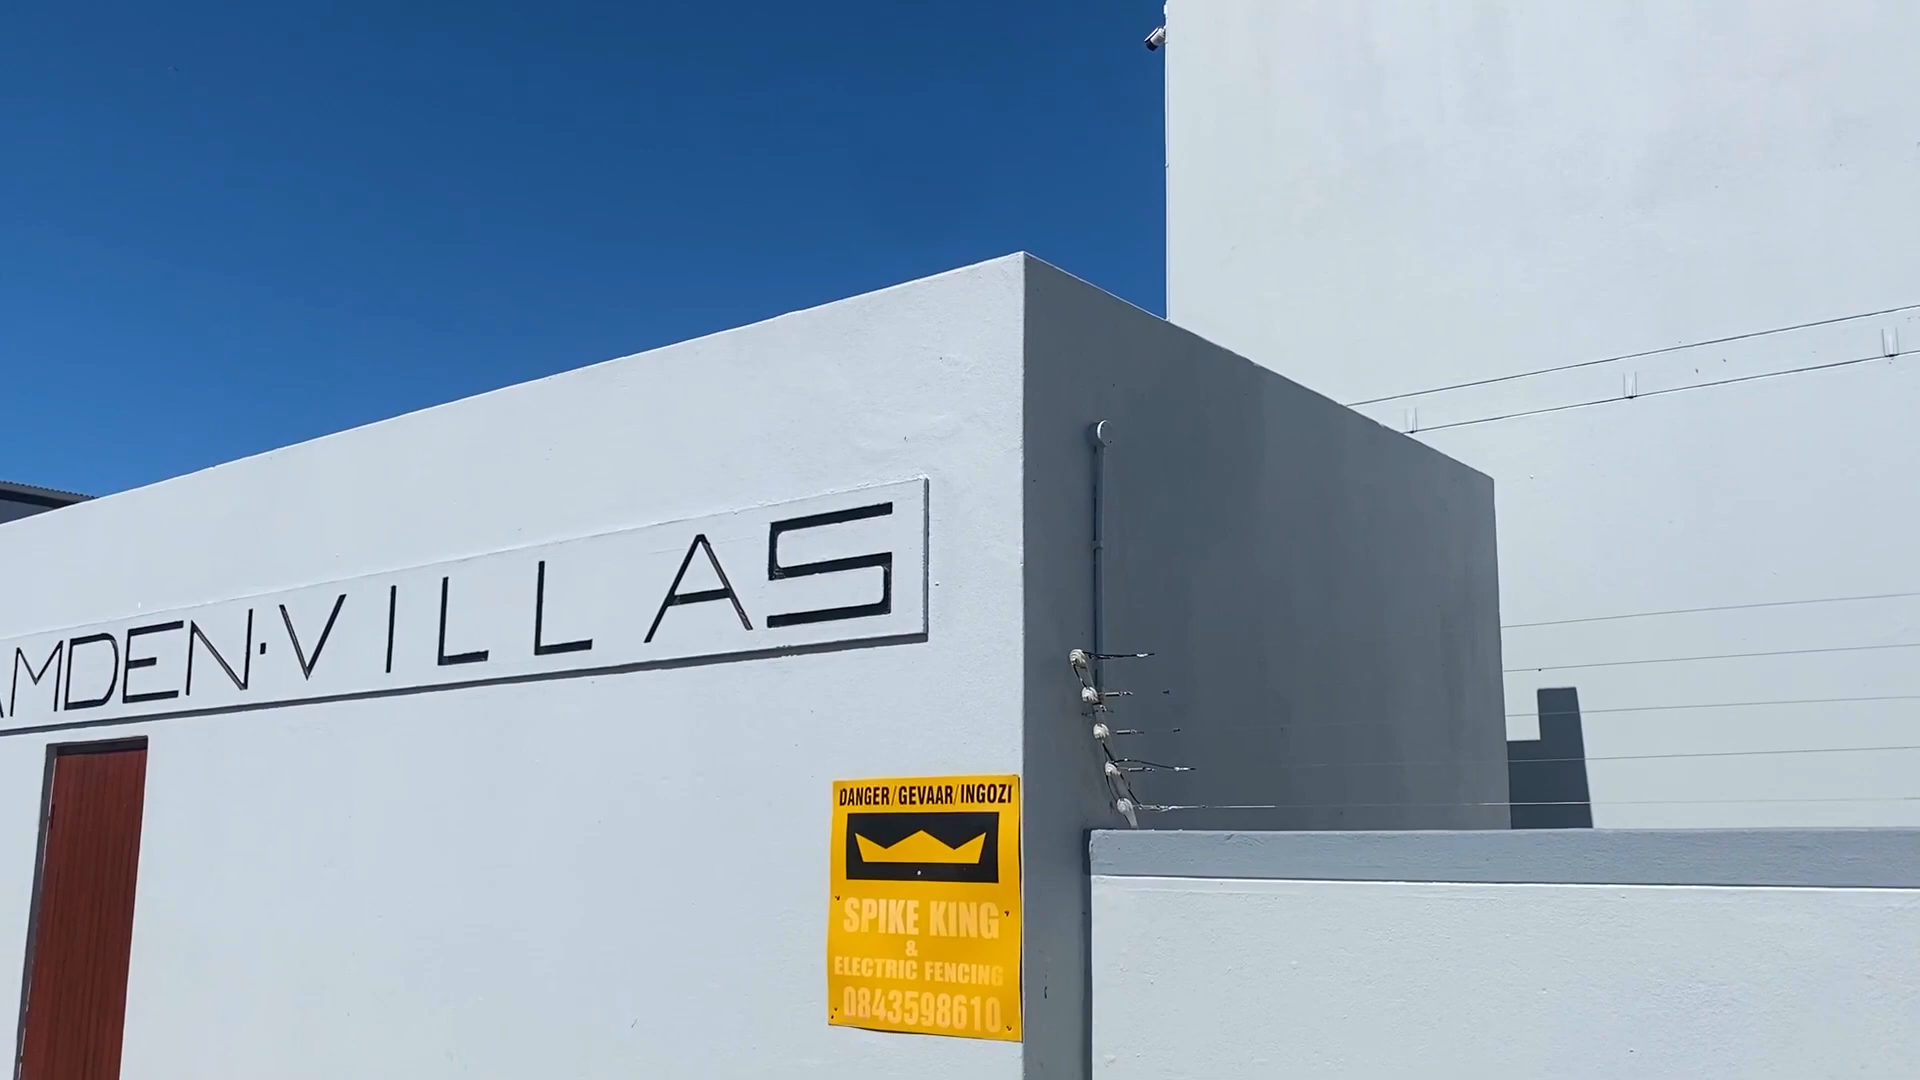 AMDEN·VILLAS
DANGER/GEVAAR/INGOZI
SPIKE KING
&
ELECTRIC FENCING
0843598610